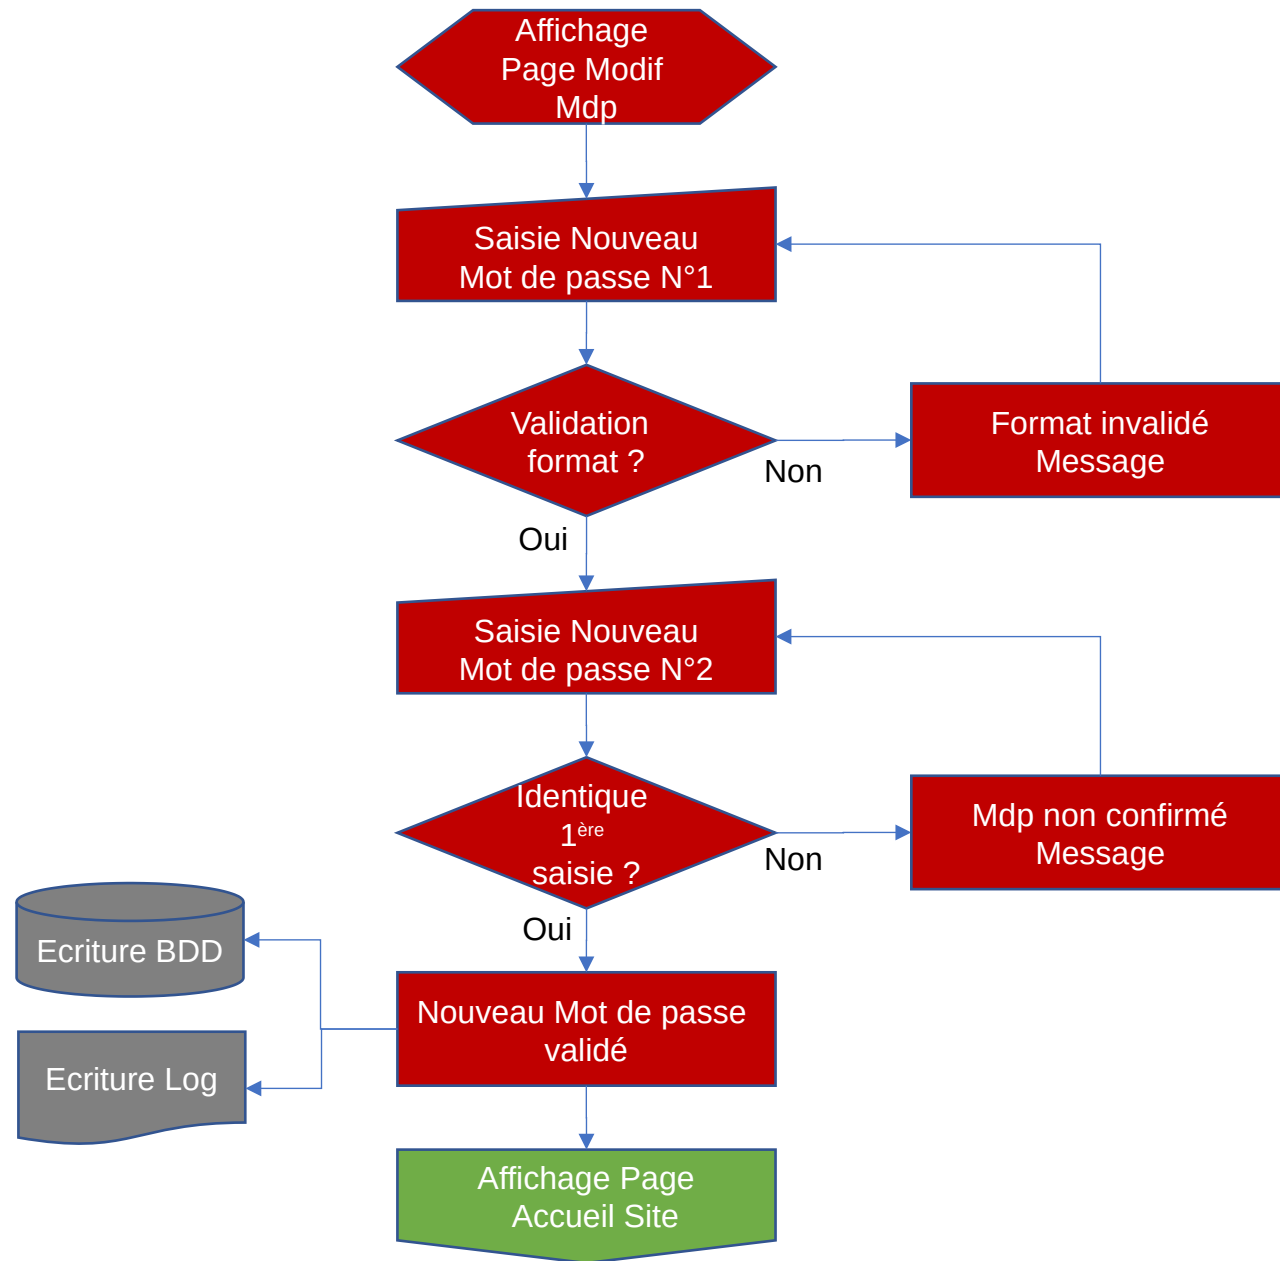 Affichage
Page Modif
Mdp
Saisie Nouveau
Mot de passe N°1
Validation
format ?
Non
Format invalidé
Message
Oui
Saisie Nouveau
Mot de passe N°2
Identique
1ère
saisie ?
Non
Mdp non confirmé
Message
Oui
Ecriture BDD
Nouveau Mot de passe
validé
Ecriture Log
Affichage Page
Accueil Site